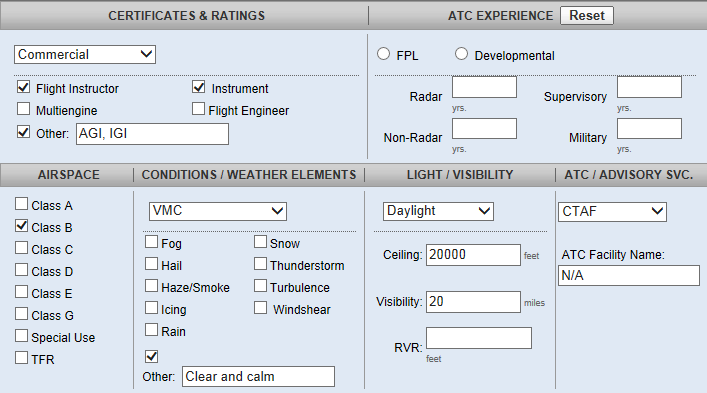 CERTIFICATES & RATINGS
ATC EXPERIENCE Reset
Commercial
FPL Developmental
Flight Instructor Instrument
Multiengine Flight Engineer
Other: AGI, IGI
Radar Supervisory
yrs. yrs.
Non-Radar Military
yrs. yrs.
AIRSPACE
CONDITIONS / WEATHER ELEMENTS
LIGHT / VISIBILITY
ATC / ADVISORY SVC.
Class A
Class B
Class C
Class D
Class E
Class G
Special Use
TFR
VMC
Fog Snow
Hail Thunderstorm
Haze/Smoke Turbulence
Icing Windshear
Rain
Other: Clear and calm
Daylight
Ceiling: 20000 feet
Visibility: 20 miles
RVR:
feet
CTAF
ATC Facility Name:
N/A